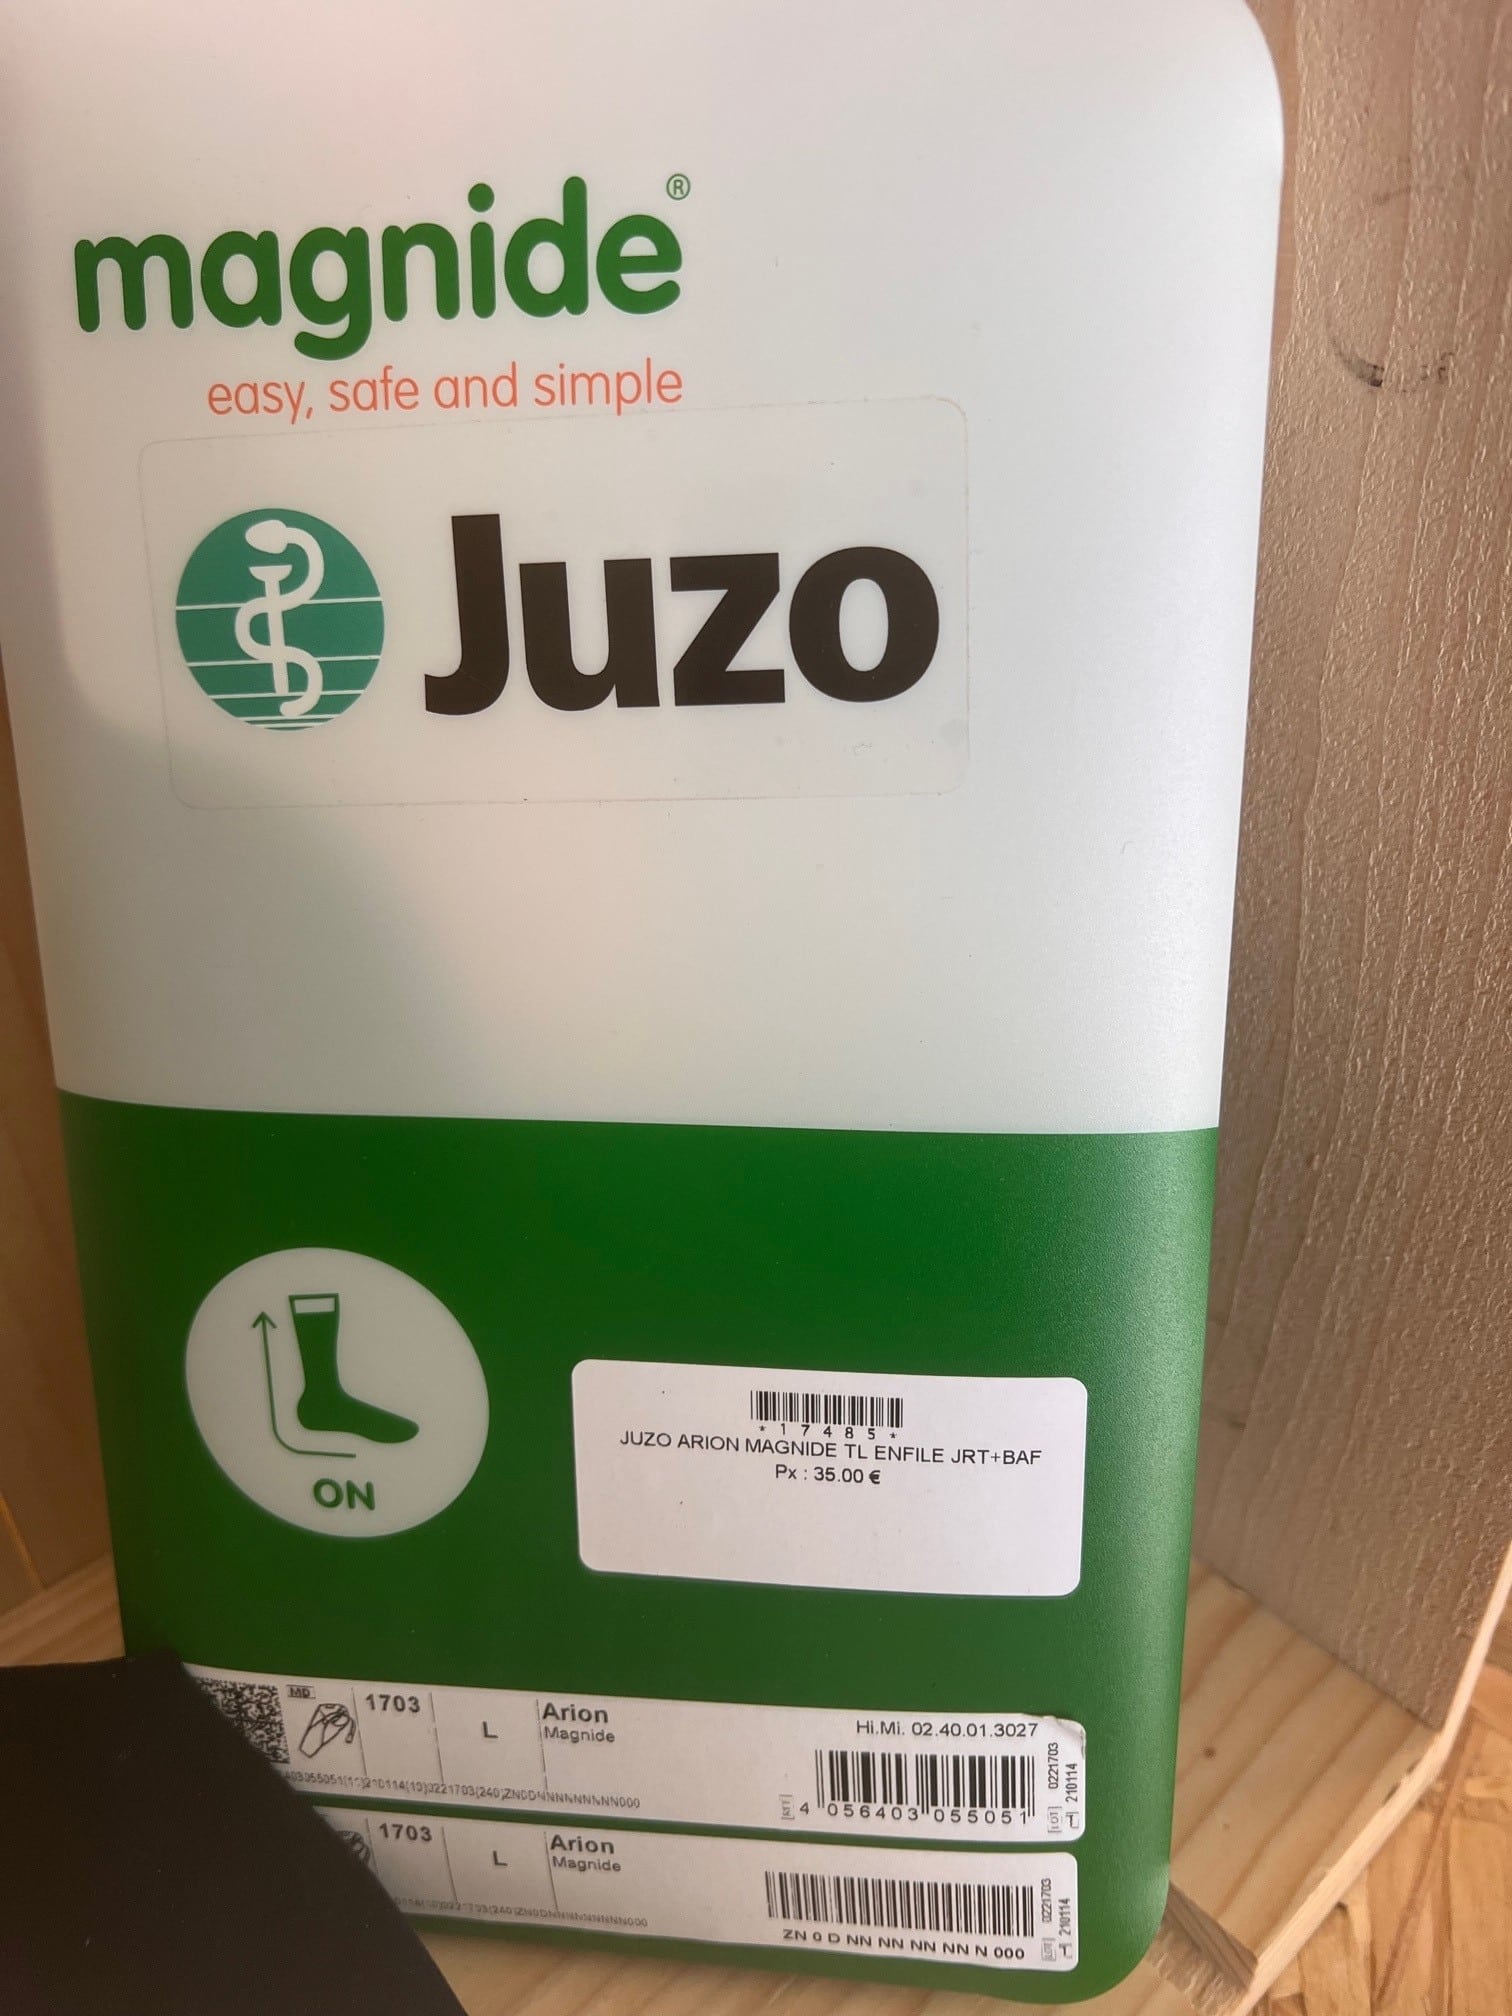 magnide®
easy, safe and simple
Juzo
ON
*17485*
JUZO ARION MAGNIDE TL ENFILE JRT+BAF
Px : 35.00 €
MD
1703
L
Arion
Magnide
Hi.Mi. 02.40.01.3027
4 056403 055051
LOT 0221703
210114
1703
L
Arion
Magnide
ZN 0 D NN NN NN NN N 000
LOT 0221703
210114